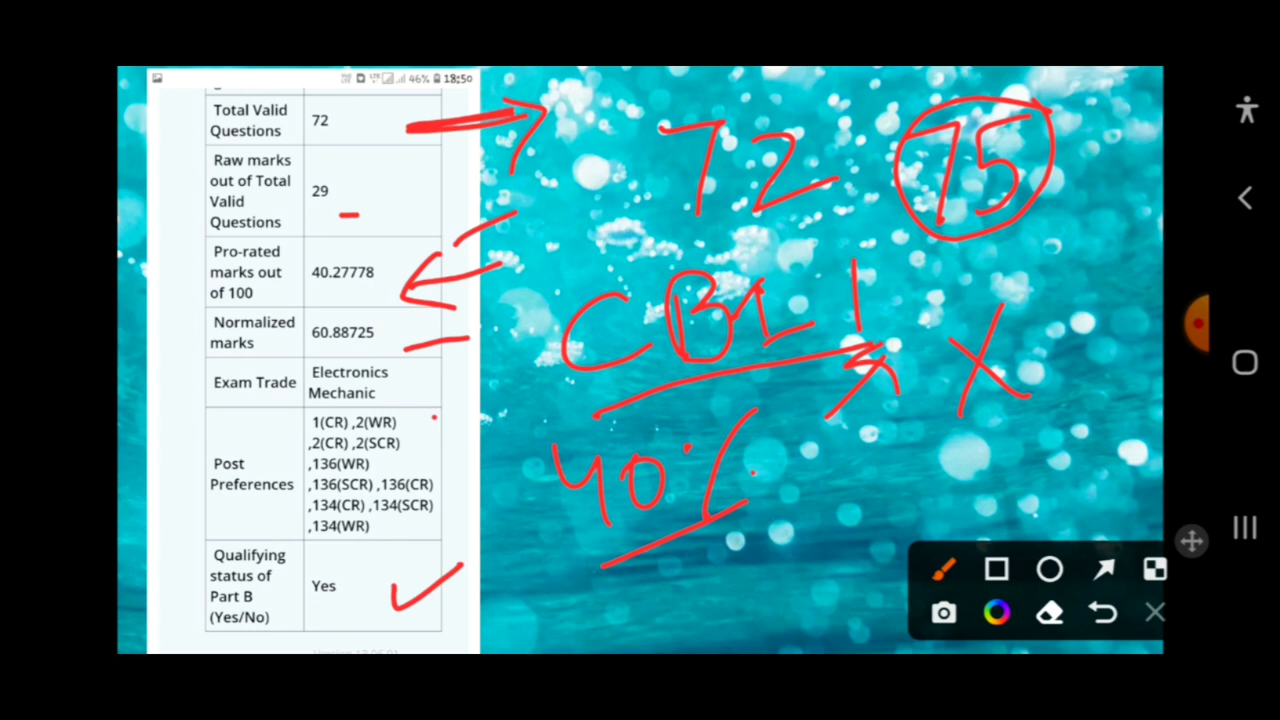 46% 18:50
Total Valid
Questions
72
Raw marks
out of Total
Valid
Questions
29
Pro-rated
marks out
of 100
40.27778
Normalized
marks
60.88725
Exam Trade
Electronics
Mechanic
Post
Preferences
1(CR) ,2(WR)
,2(CR) ,2(SCR)
,136(WR)
,136(SCR) ,136(CR)
,134(CR) ,134(SCR)
,134(WR)
Qualifying
status of
Part B
(Yes/No)
Yes
72 75
40%